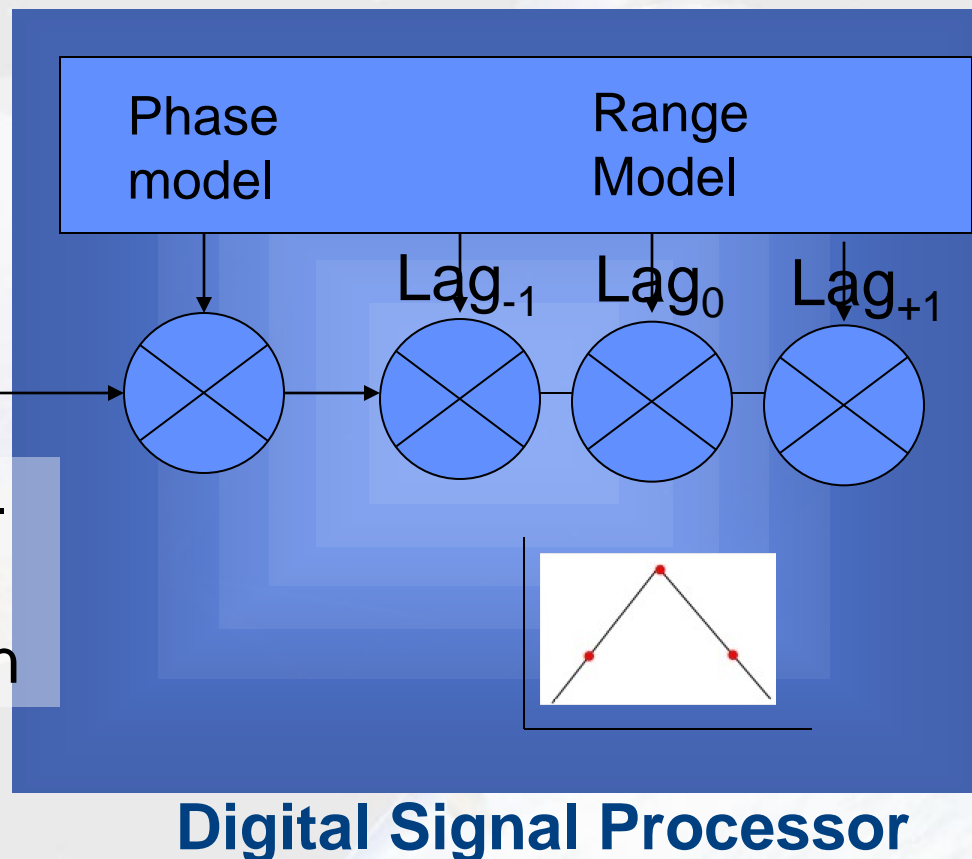 Phase
model
Range
Model
Lag-1 Lag0 Lag+1
Digital Signal Processor